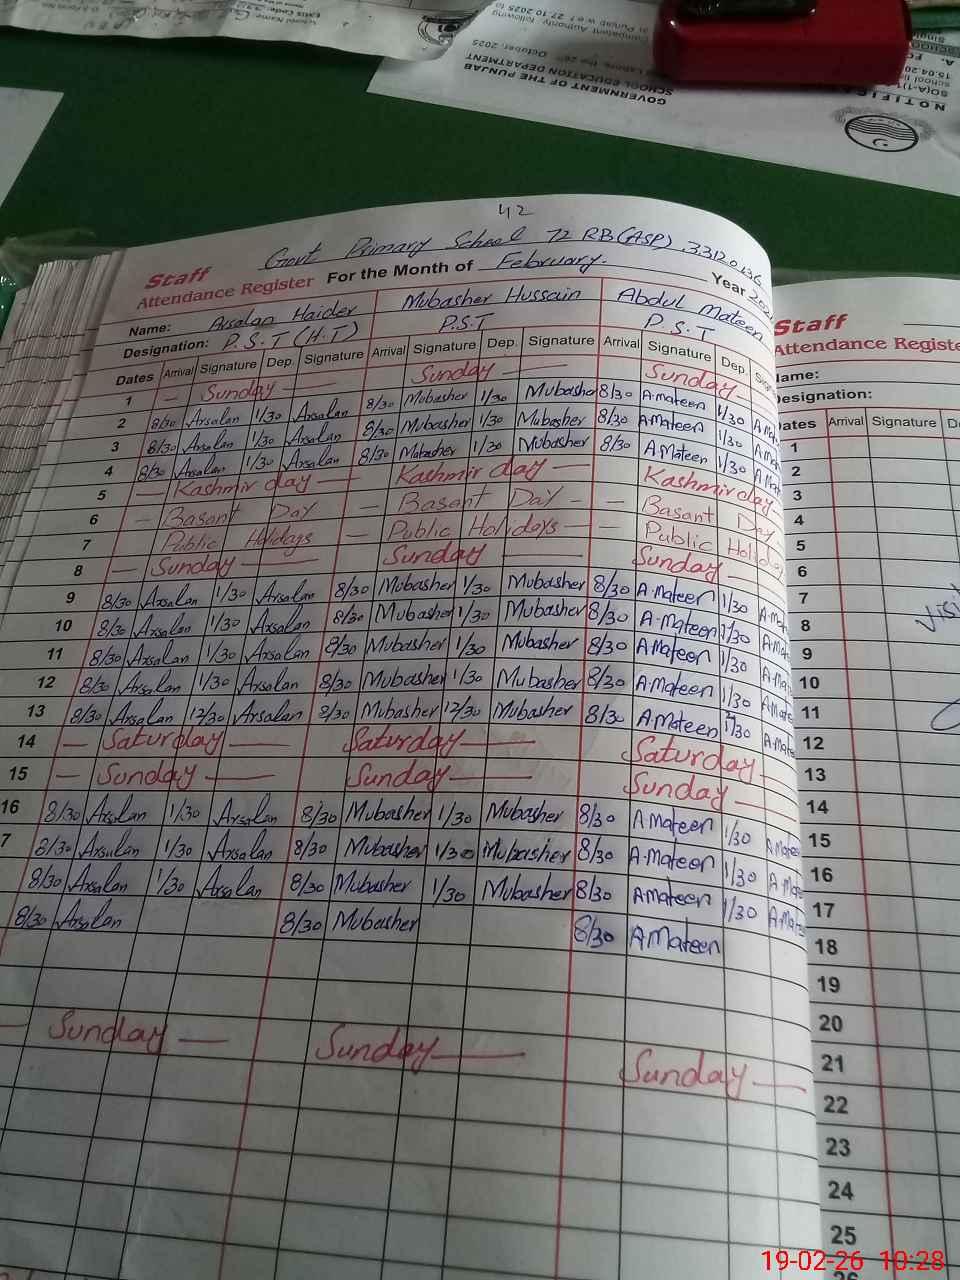 GOVERNMENT OF THE PUNJAB
SCHOOL EDUCATION DEPARTMENT
42
Govt Primary School 72 RB(ASP) 33120136
Staff
Attendance Register For the Month of February. Year
Name: Arsalan Haider Mubasher Hussain Abdul Mateen
Designation: P.S.T (H.T) P.S.T P.S.T
Dates Arrival Signature Dep. Signature Arrival Signature Dep. Signature Arrival Signature Dep.
1 — Sunday — Sunday — Sunday —
2 8/30 Arsalan 1/30 Arsalan 8/30 Mubasher 1/30 Mubasher 8/30 A.mateen 1/30
3 8/30 Arsalan 1/30 Arsalan 8/30 Mubasher 1/30 Mubasher 8/30 A.mateen 1/30
4 8/30 Arsalan 1/30 Arsalan 8/30 Mubasher 1/30 Mubasher 8/30 A Mateen 1/30
5 — Kashmir day — Kashmir day — Kashmir day
6 — Basant Day — Basant Day — — Basant Day
7 Public Holidays — Public Holidays — — Public
8 — Sunday — Sunday — Sunday —
9 8/30 Arsalan 1/30 Arsalan 8/30 Mubasher 1/30 Mubasher 8/30 A.Mateen 1/30
10 8/30 Arsalan 1/30 Arsalan 8/30 Mubasher 1/30 Mubasher 8/30 A.Mateen 1/30
11 8/30 Arsalan 1/30 Arsalan 8/30 Mubasher 1/30 Mubasher 8/30 A.Mateen 1/30
12 8/30 Arsalan 1/30 Arsalan 8/30 Mubasher 1/30 Mubasher 8/30 A.Mateen 1/30
13 8/30 Arsalan 12/30 Arsalan 8/30 Mubasher 12/30 Mubasher 8/30 A.Mateen
14 — Saturday — Saturday — Saturday —
15 — Sunday — Sunday — Sunday —
16 8/30 Arsalan 1/30 Arsalan 8/30 Mubasher 1/30 Mubasher 8/30 A Mateen 1/30
7 8/30 Arsalan 1/30 Arsalan 8/30 Mubasher 1/30 Mubasher 8/30 A.Mateen 1/30
8/30 Arsalan 1/30 Arsalan 8/30 Mubasher 1/30 Mubasher 8/30 A.Mateen 1/30
8/30 Arsalan 8/30 Mubasher 8/30 A Mateen
— Sunday — Sunday — Sunday —
Staff
Attendance
Arrival Signature
1
2
3
4
5
6
7
8
9
10
11
12
13
14
15
16
17
18
19
20
21
22
23
24
25
19-02-26 10:28